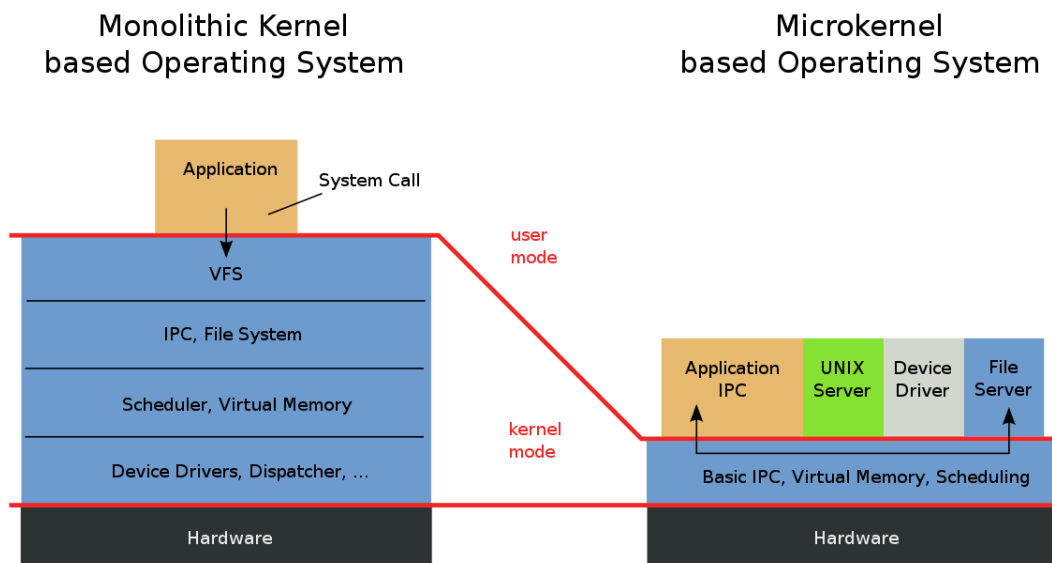 Monolithic Kernel
based Operating System
Microkernel
based Operating System
Application
System Call
VFS
IPC, File System
Scheduler, Virtual Memory
Device Drivers, Dispatcher, ...
Hardware
user
mode
kernel
mode
Application
IPC
UNIX
Server
Device
Driver
File
Server
Basic IPC, Virtual Memory, Scheduling
Hardware